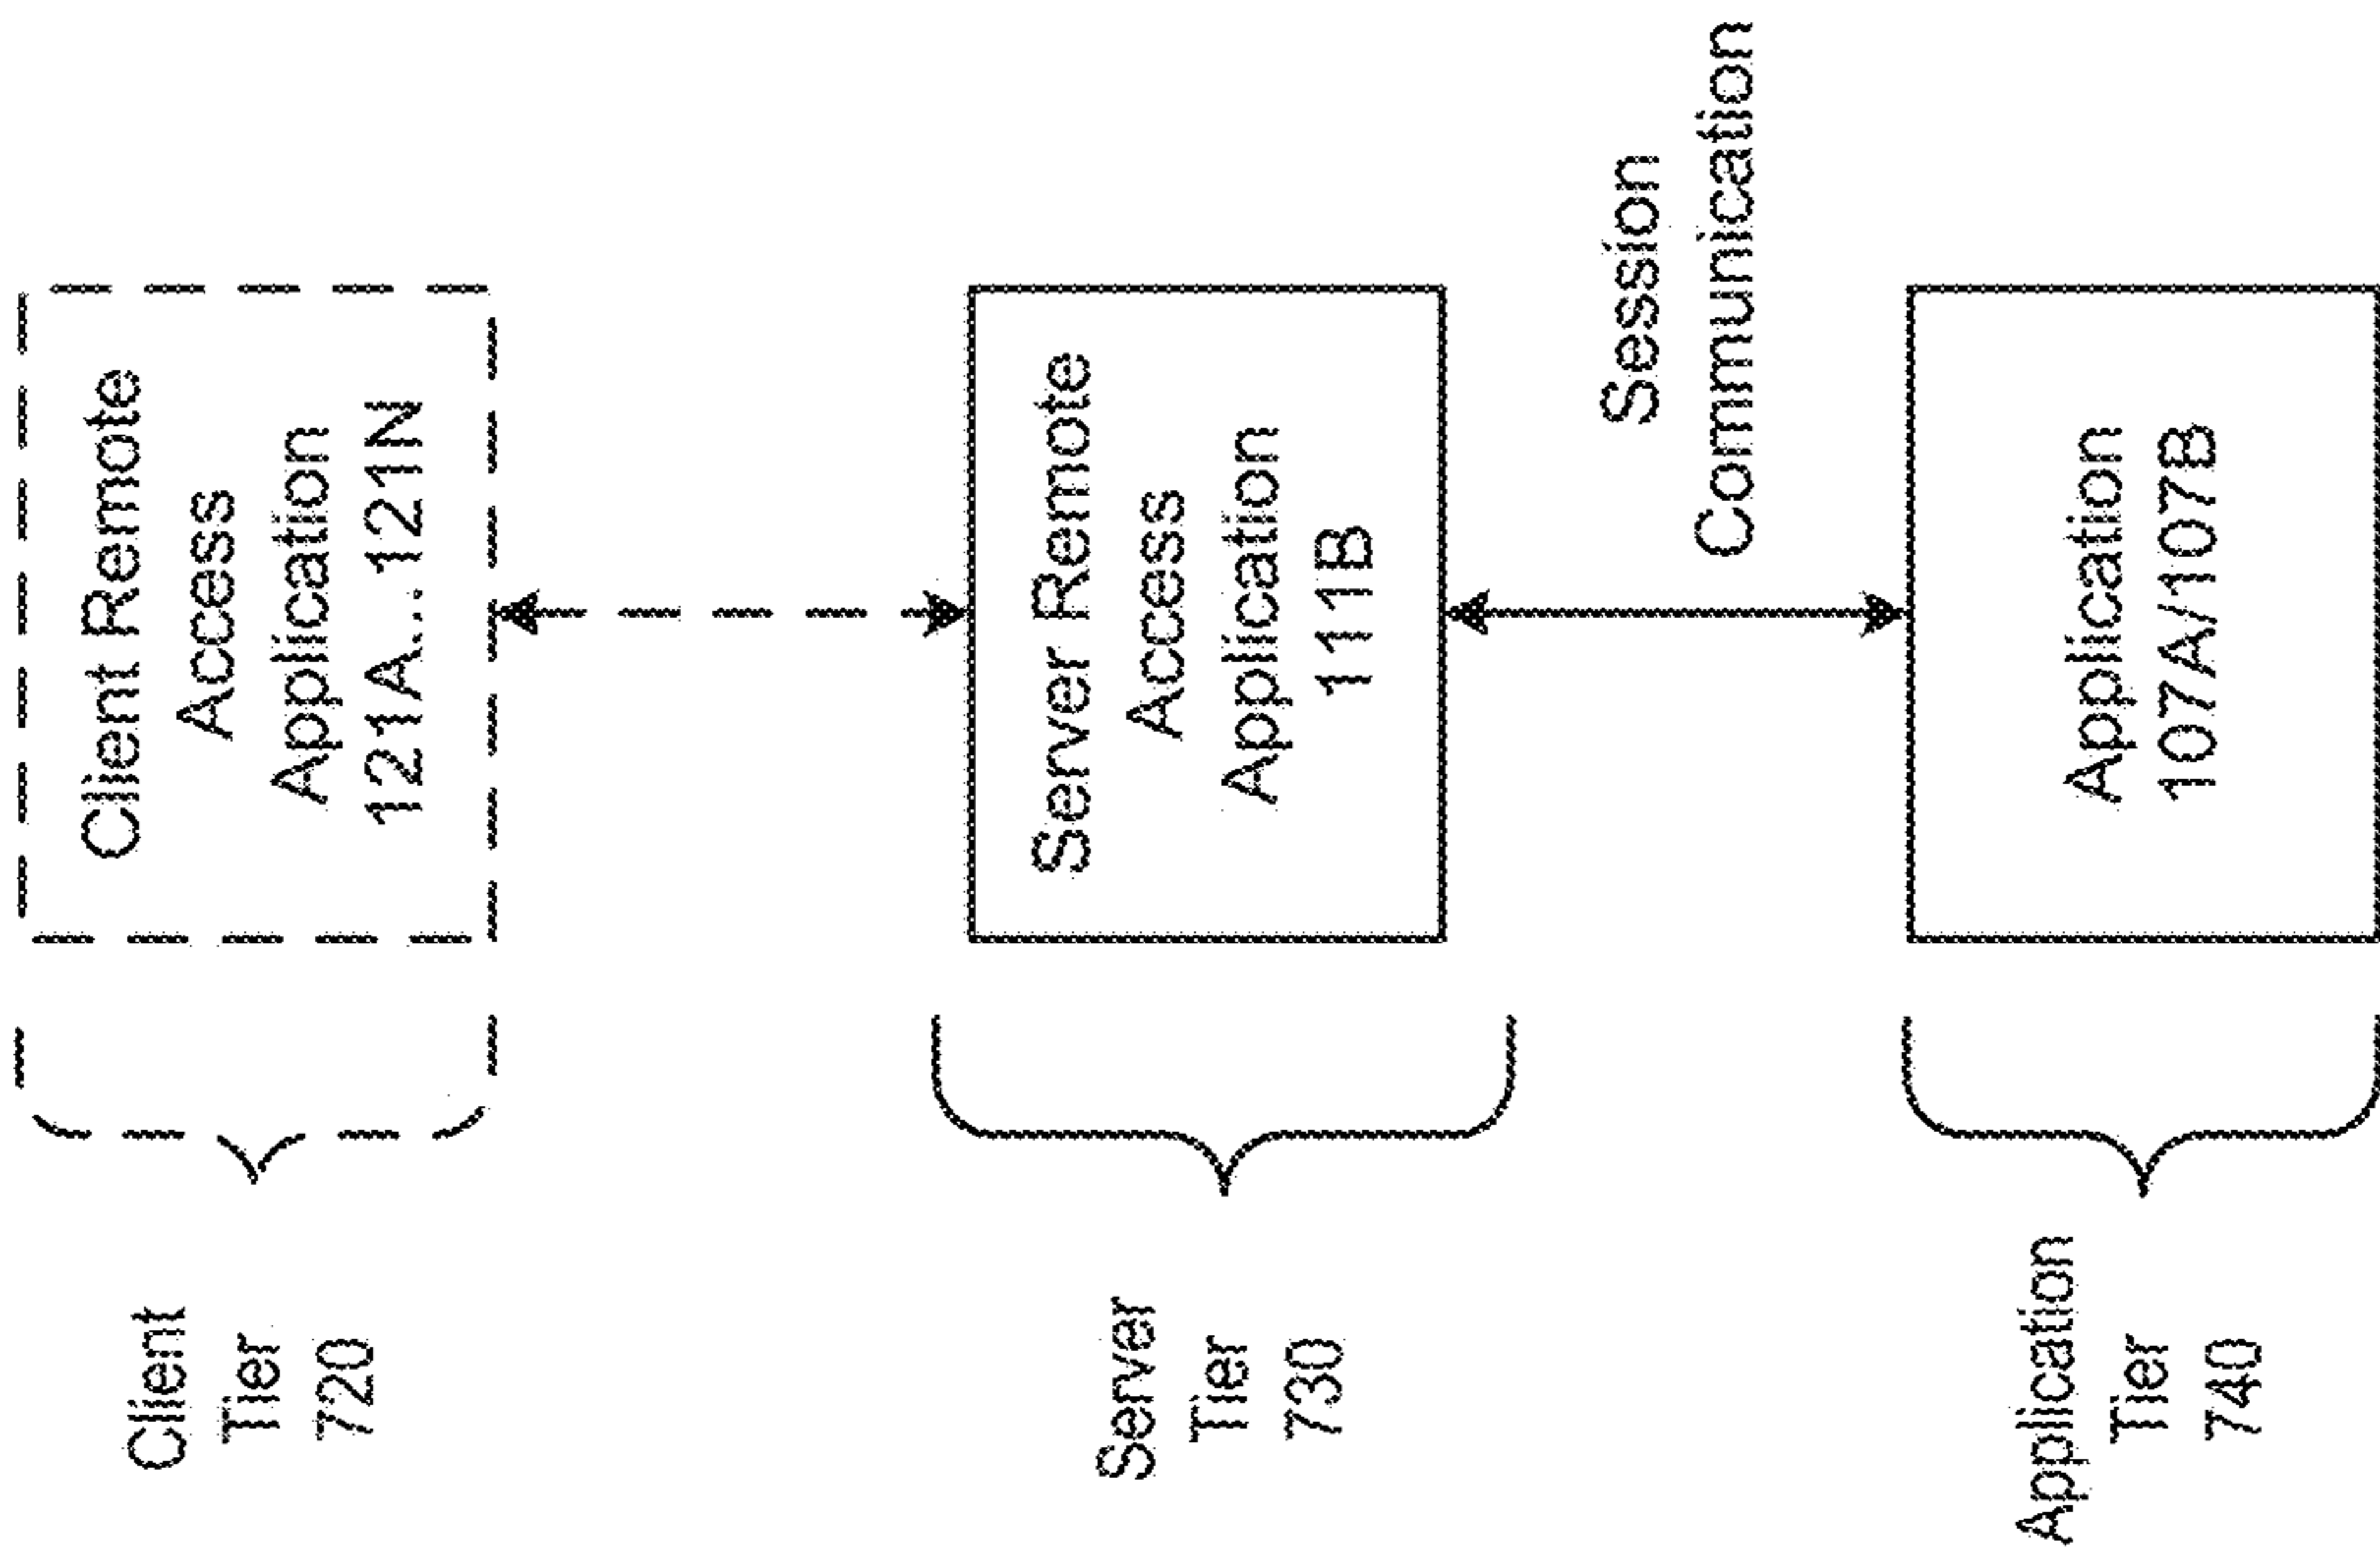 Client Remote
Access
Application
121A...121N
Server Remote
Access
Application
111B
Session
Communication
Application
107A/107B
Client
Tier
720
Server
Tier
730
Application
Tier
740